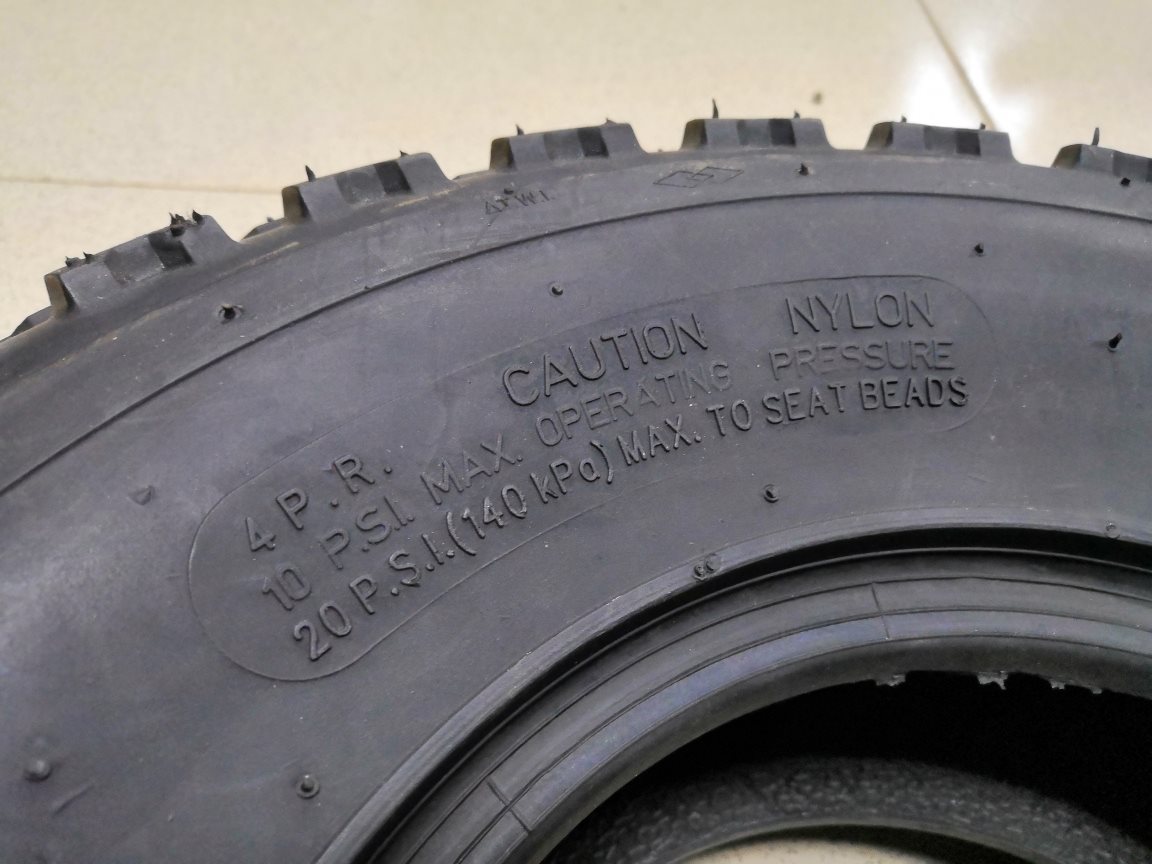 △T.W.I.
CAUTION NYLON
4 P.R.
10 P.S.I. MAX. OPERATING PRESSURE
20 P.S.I.(140 kPa) MAX. TO SEAT BEADS